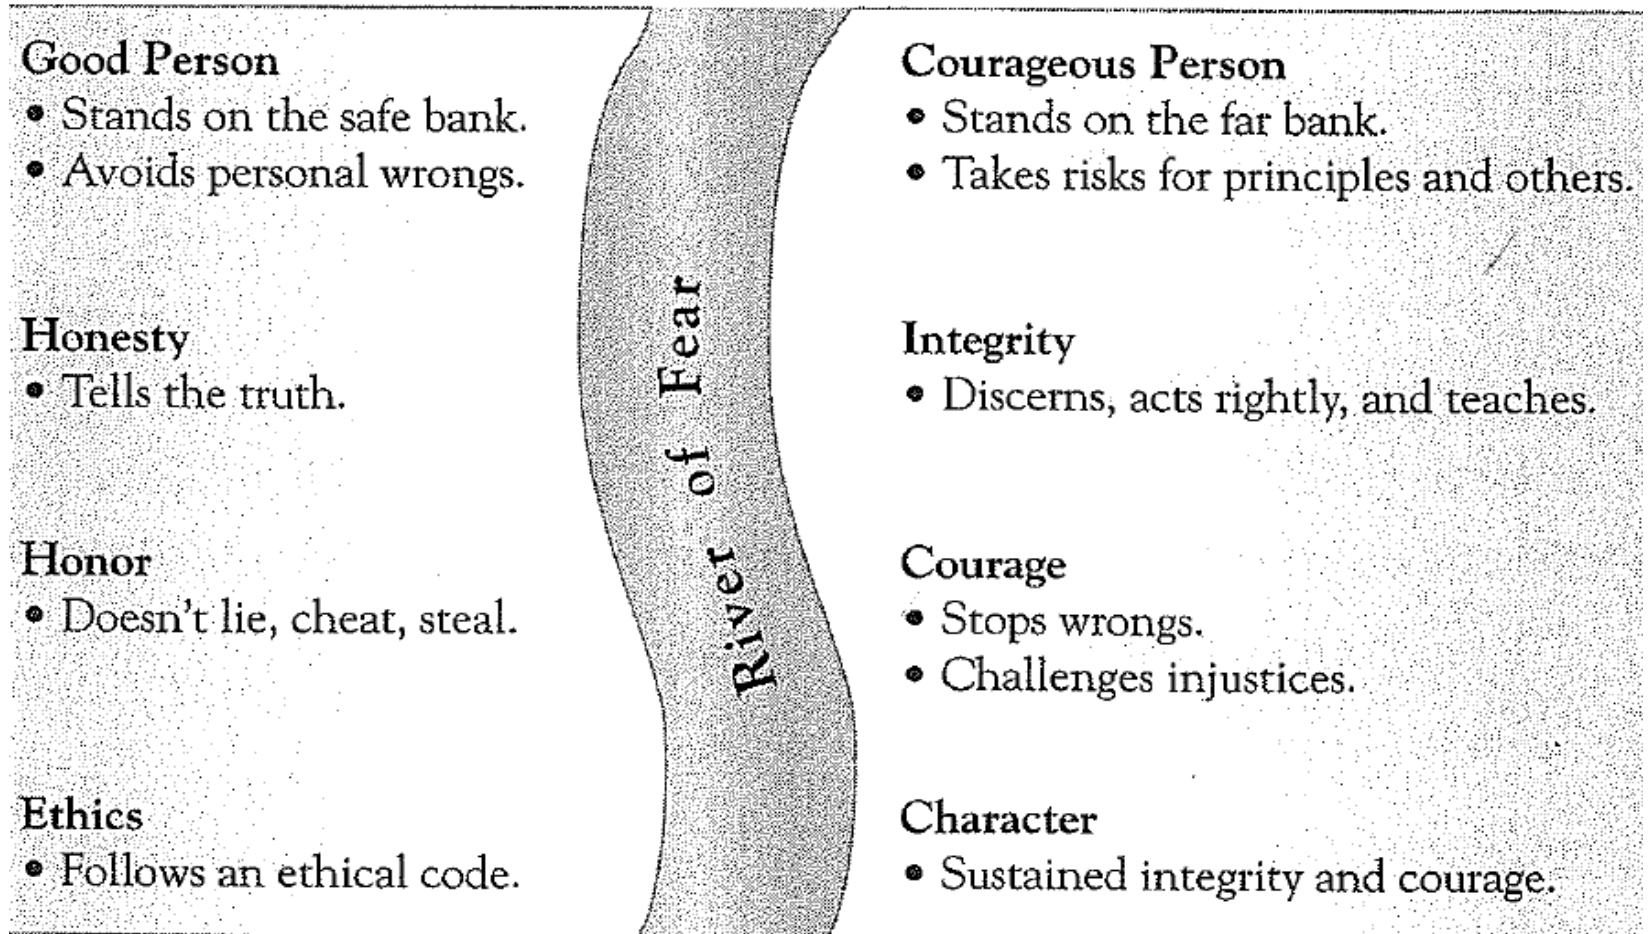 Good Person
• Stands on the safe bank.
• Avoids personal wrongs.
Honesty
• Tells the truth.
Honor
• Doesn't lie, cheat, steal.
Ethics
• Follows an ethical code.
River of Fear
Courageous Person
• Stands on the far bank.
• Takes risks for principles and others.
Integrity
• Discerns, acts rightly, and teaches.
Courage
• Stops wrongs.
• Challenges injustices.
Character
• Sustained integrity and courage.